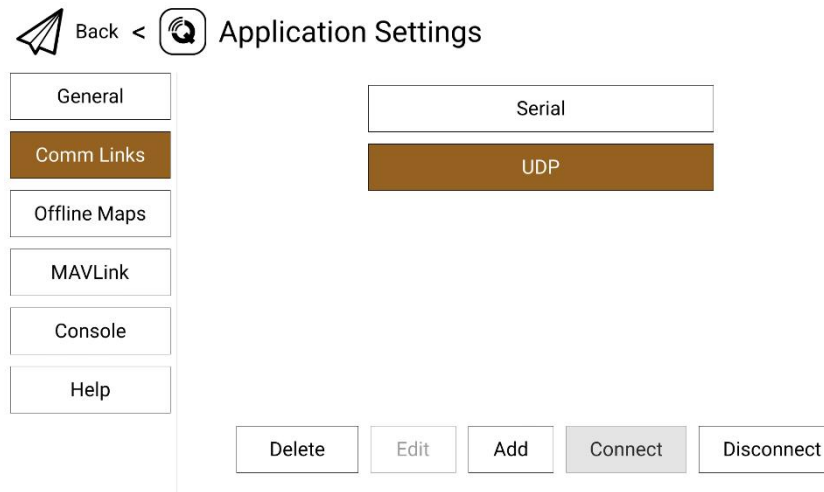 Back < Application Settings
General
Comm Links
Offline Maps
MAVLink
Console
Help
Serial
UDP
Delete Edit Add Connect Disconnect